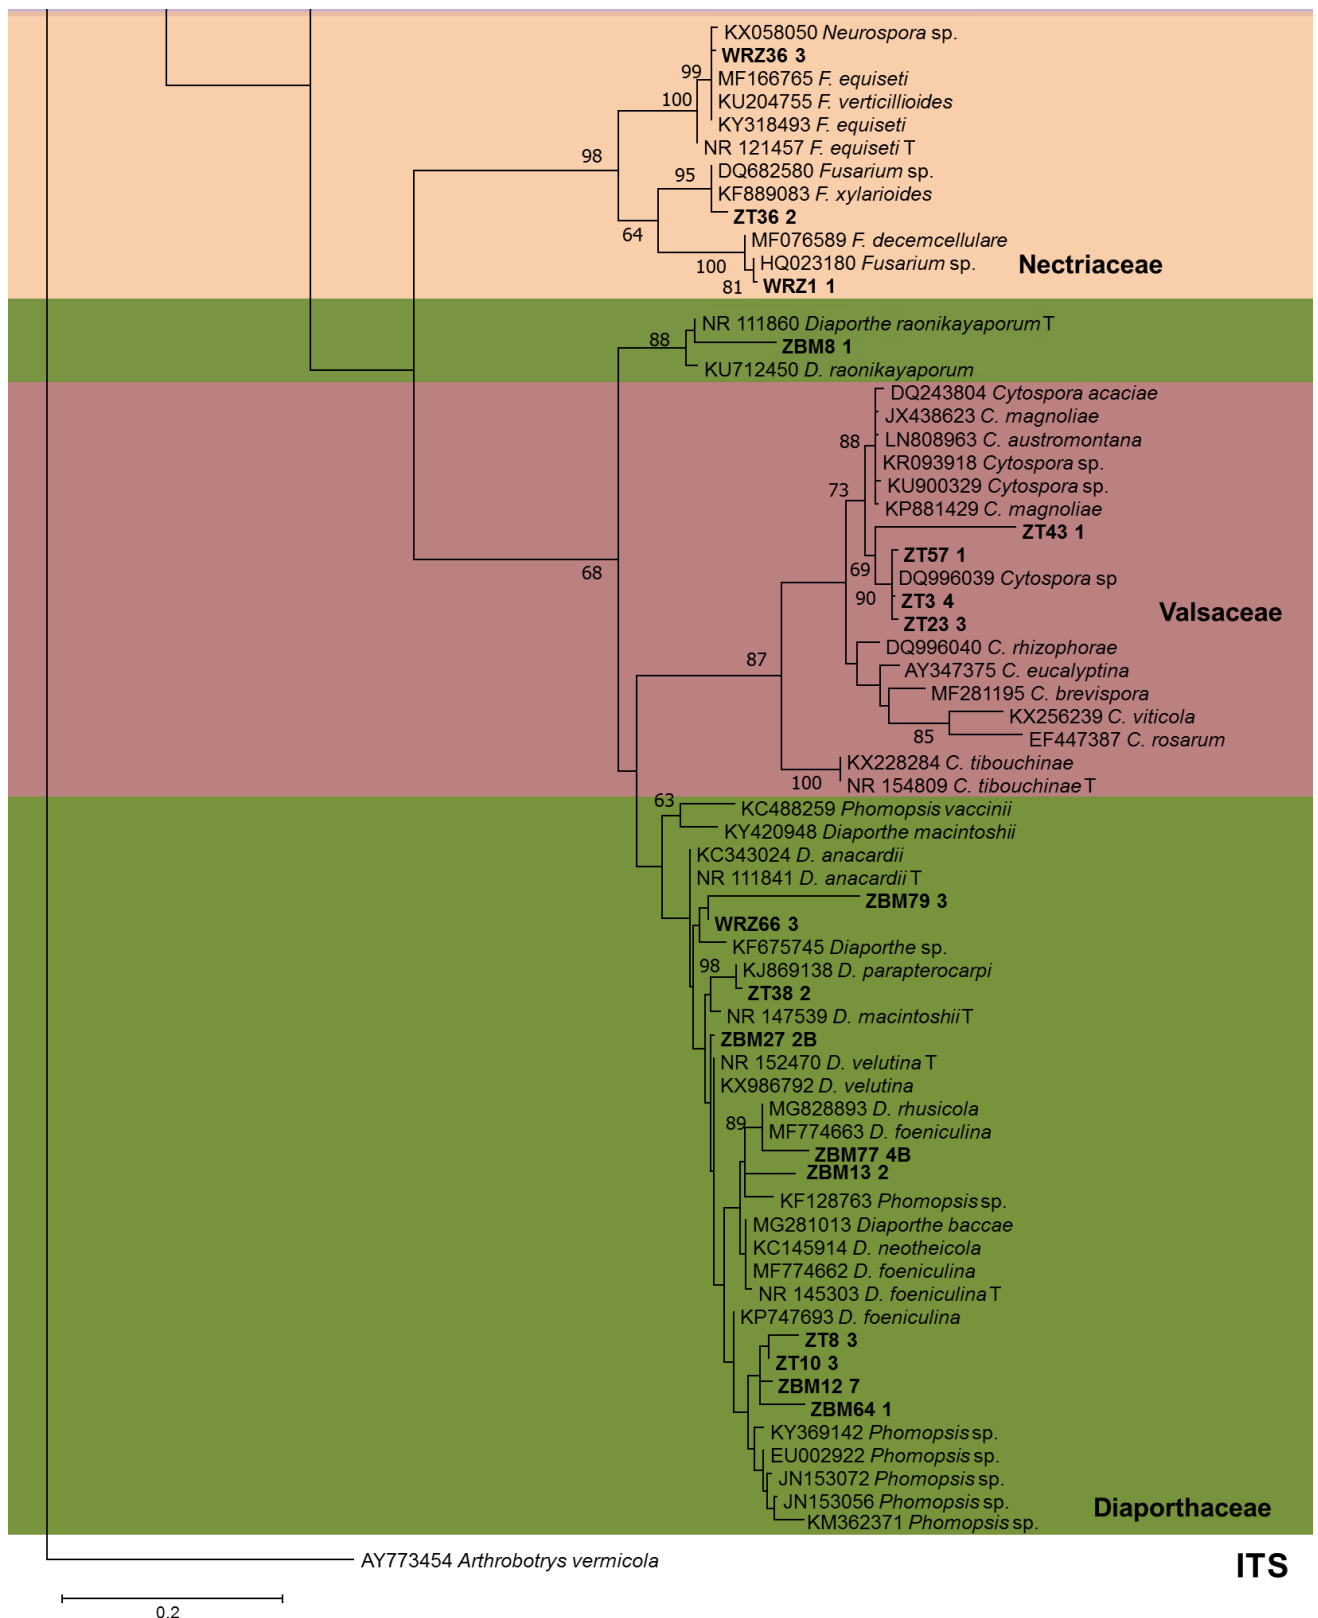 KX058050 Neurospora sp.
WRZ36 3
99
MF166765 F. equiseti
100
KU204755 F. verticillioides
KY318493 F. equiseti
NR 121457 F. equiseti T
98
DQ682580 Fusarium sp.
95
KF889083 F. xylarioides
ZT36 2
64
MF076589 F. decemcellulare
HQ023180 Fusarium sp.
100
Nectriaceae
81
WRZ1 1
NR 111860 Diaporthe raonikayaporum T
88
ZBM8 1
KU712450 D. raonikayaporum
DQ243804 Cytospora acaciae
JX438623 C. magnoliae
88
LN808963 C. austromontana
KR093918 Cytospora sp.
73
KU900329 Cytospora sp.
KP881429 C. magnoliae
ZT43 1
ZT57 1
68
69
DQ996039 Cytospora sp
90
ZT3 4
Valsaceae
ZT23 3
DQ996040 C. rhizophorae
87
AY347375 C. eucalyptina
MF281195 C. brevispora
KX256239 C. viticola
85
EF447387 C. rosarum
KX228284 C. tibouchinae
100
NR 154809 C. tibouchinae T
63
KC488259 Phomopsis vaccinii
KY420948 Diaporthe macintoshii
KC343024 D. anacardii
NR 111841 D. anacardii T
ZBM79 3
WRZ66 3
KF675745 Diaporthe sp.
98
KJ869138 D. parapterocarpi
ZT38 2
NR 147539 D. macintoshii T
ZBM27 2B
NR 152470 D. velutina T
KX986792 D. velutina
MG828893 D. rhusicola
89
MF774663 D. foeniculina
ZBM77 4B
ZBM13 2
KF128763 Phomopsis sp.
MG281013 Diaporthe baccae
KC145914 D. neotheicola
MF774662 D. foeniculina
NR 145303 D. foeniculina T
KP747693 D. foeniculina
ZT8 3
ZT10 3
ZBM12 7
ZBM64 1
KY369142 Phomopsis sp.
EU002922 Phomopsis sp.
JN153072 Phomopsis sp.
JN153056 Phomopsis sp.
Diaporthaceae
KM362371 Phomopsis sp.
AY773454 Arthrobotrys vermicola
ITS
0.2